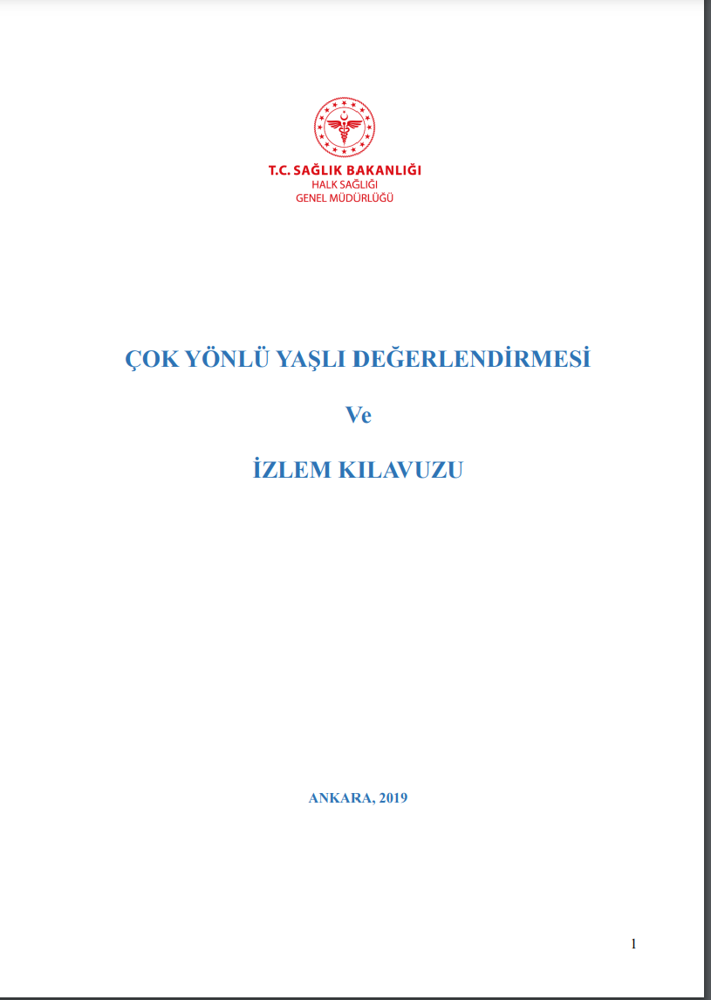 T.C. SAĞLIK BAKANLIĞI
HALK SAĞLIĞI
GENEL MÜDÜRLÜĞÜ
ÇOK YÖNLÜ YAŞLI DEĞERLENDİRMESİ
Ve
İZLEM KILAVUZU
ANKARA, 2019
1